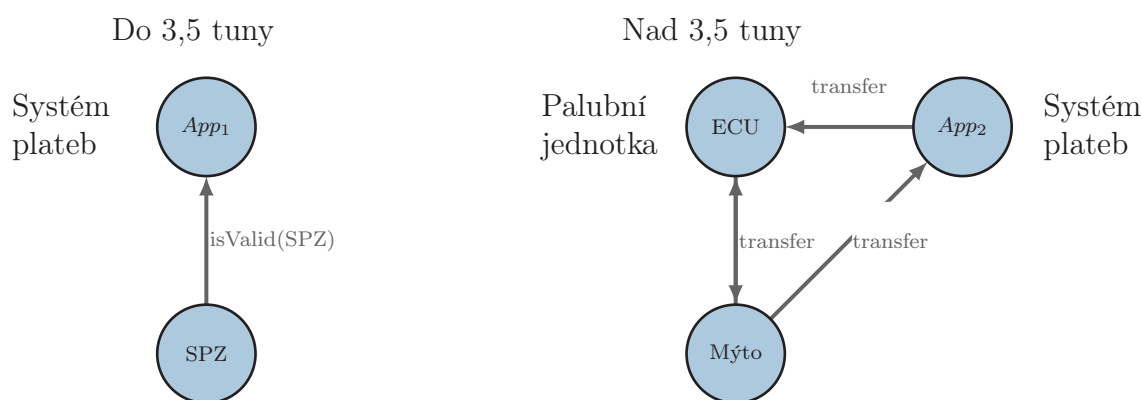 Do 3,5 tuny
Nad 3,5 tuny
Systém
plateb
App₁
isValid(SPZ)
SPZ
Palubní
jednotka
ECU
transfer
App₂
Systém
plateb
transfer
transfer
Mýto